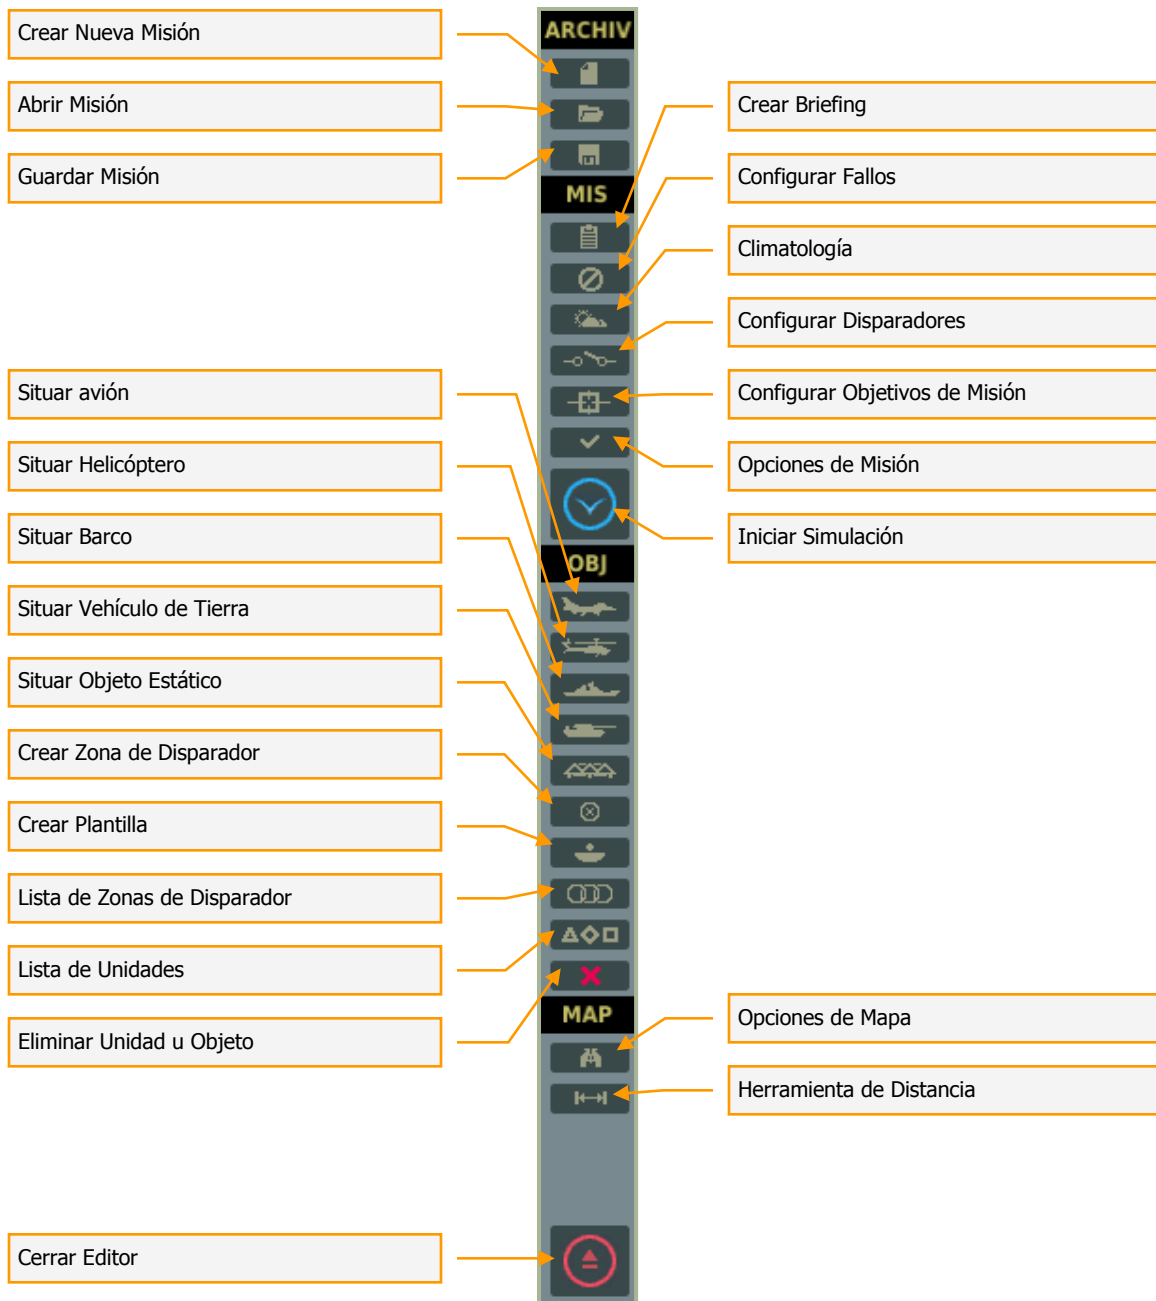 Crear Nueva Misión
Abrir Misión
Guardar Misión
Situar avión
Situar Helicóptero
Situar Barco
Situar Vehículo de Tierra
Situar Objeto Estático
Crear Zona de Disparador
Crear Plantilla
Lista de Zonas de Disparador
Lista de Unidades
Eliminar Unidad u Objeto
Cerrar Editor
ARCHIV
MIS
OBJ
MAP
Crear Briefing
Configurar Fallos
Climatología
Configurar Disparadores
Configurar Objetivos de Misión
Opciones de Misión
Iniciar Simulación
Opciones de Mapa
Herramienta de Distancia